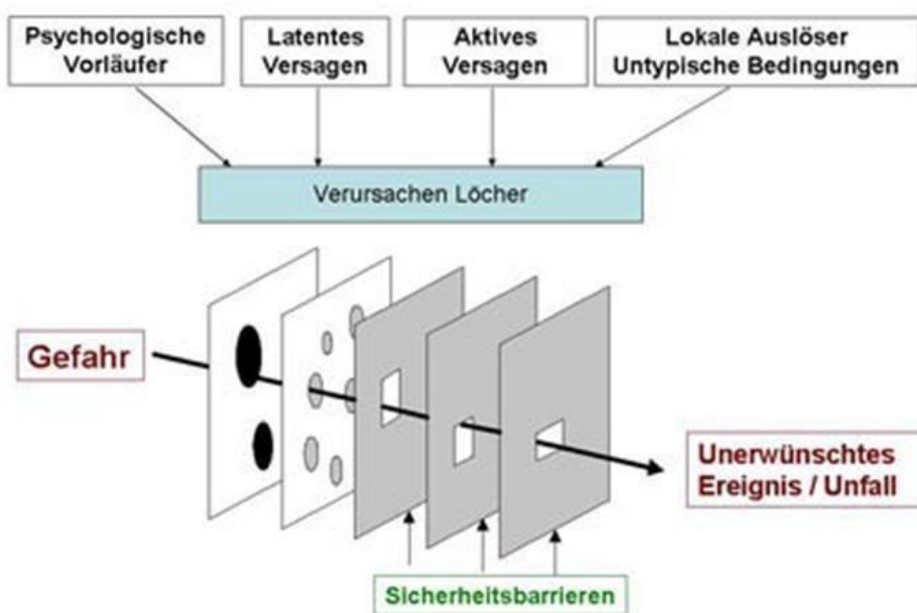 Psychologische
Vorläufer
Latentes
Versagen
Aktives
Versagen
Lokale Auslöser
Untypische Bedingungen
Verursachen Löcher
Gefahr
Unerwünschtes
Ereignis / Unfall
Sicherheitsbarrieren